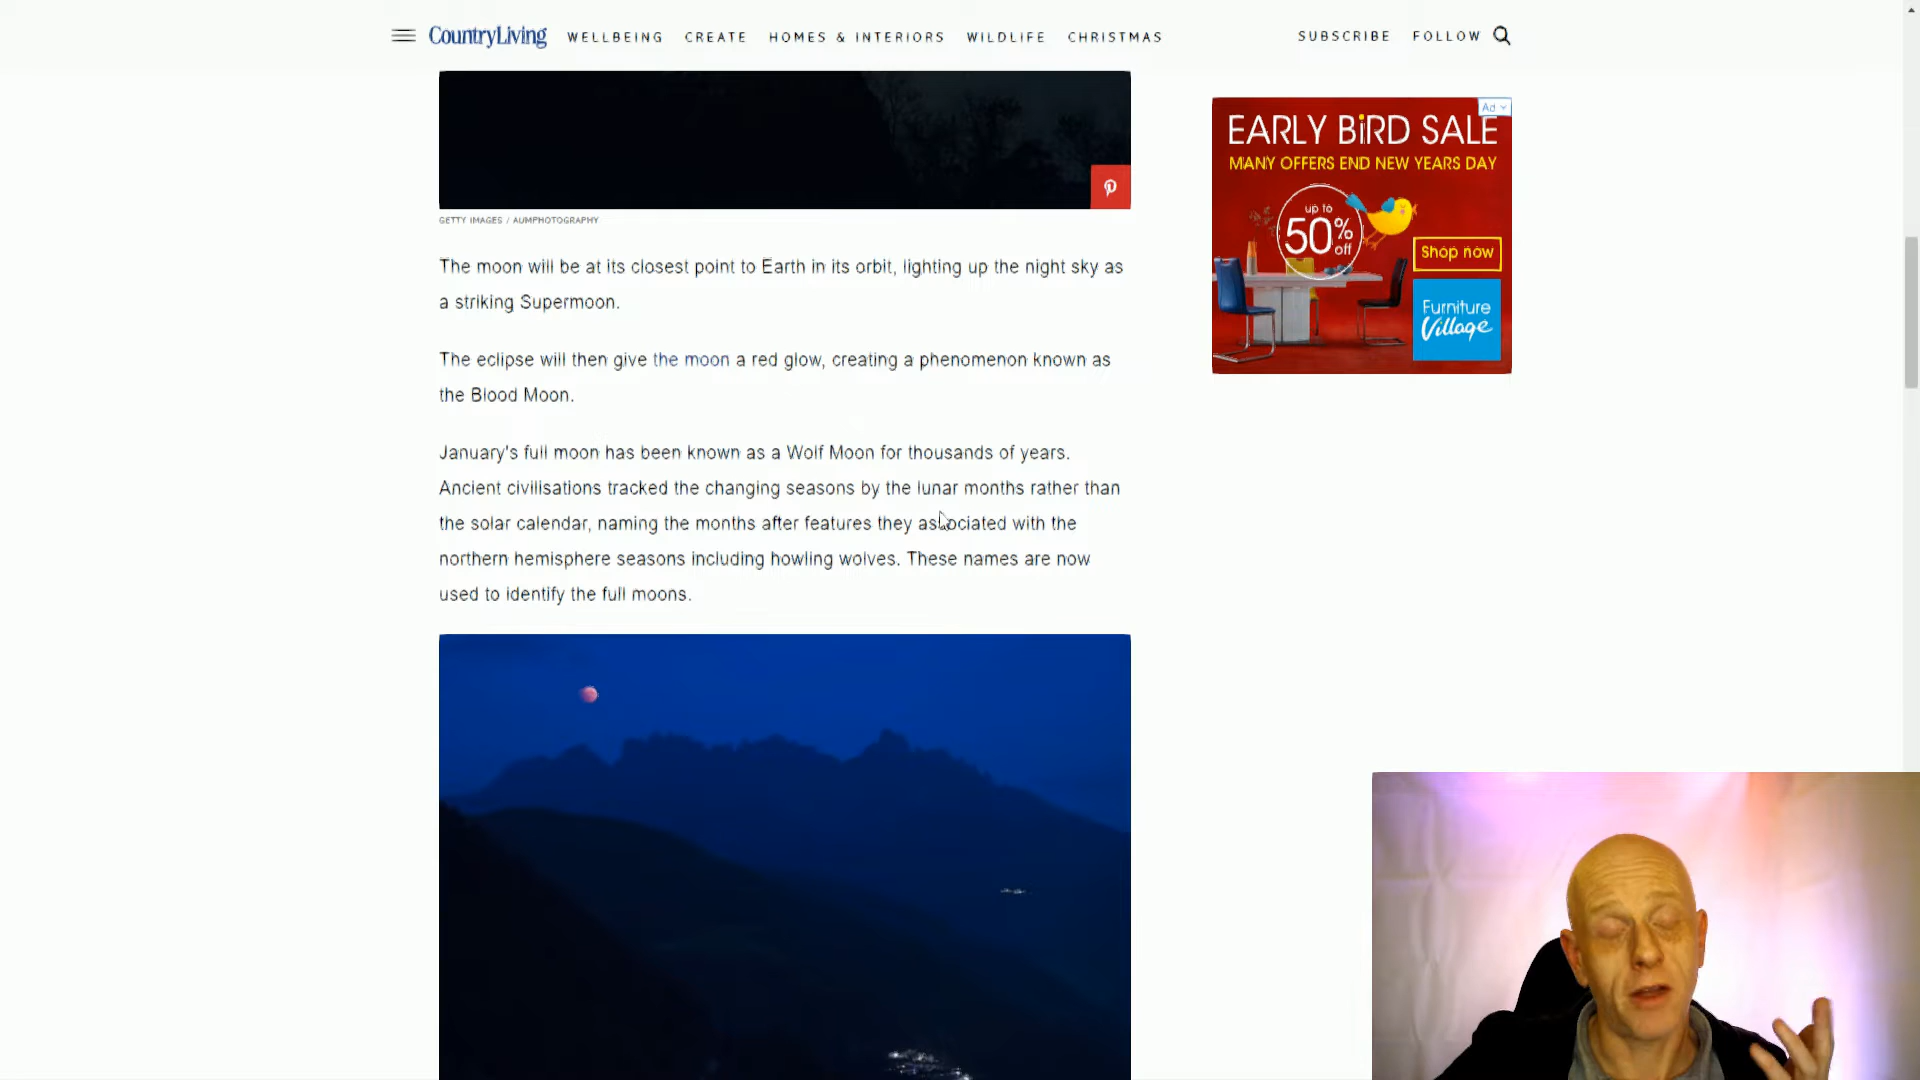 CountryLiving
WELLBEING
CREATE
HOMES & INTERIORS
WILDLIFE
CHRISTMAS
SUBSCRIBE
FOLLOW
GETTY IMAGES / AUMPHOTOGRAPHY
The moon will be at its closest point to Earth in its orbit, lighting up the night sky as
a striking Supermoon.
The eclipse will then give the moon a red glow, creating a phenomenon known as
the Blood Moon.
January's full moon has been known as a Wolf Moon for thousands of years.
Ancient civilisations tracked the changing seasons by the lunar months rather than
the solar calendar, naming the months after features they associated with the
northern hemisphere seasons including howling wolves. These names are now
used to identify the full moons.
Ad
EARLY BiRD SALE
MANY OFFERS END NEW YEARS DAY
up to
50%
off
Shop now
Furniture
Village